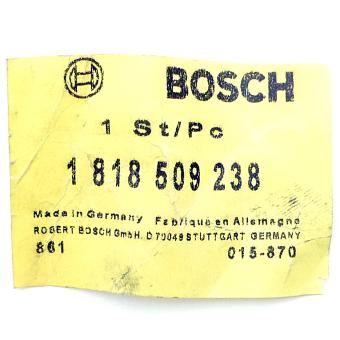 BOSCH
1 St/Pc
1 818 509 238
Made in Germany Fabriqué en Allemagne
ROBERT BOSCH GmbH. D 70049 STUTTGART GERMANY
861 015-870